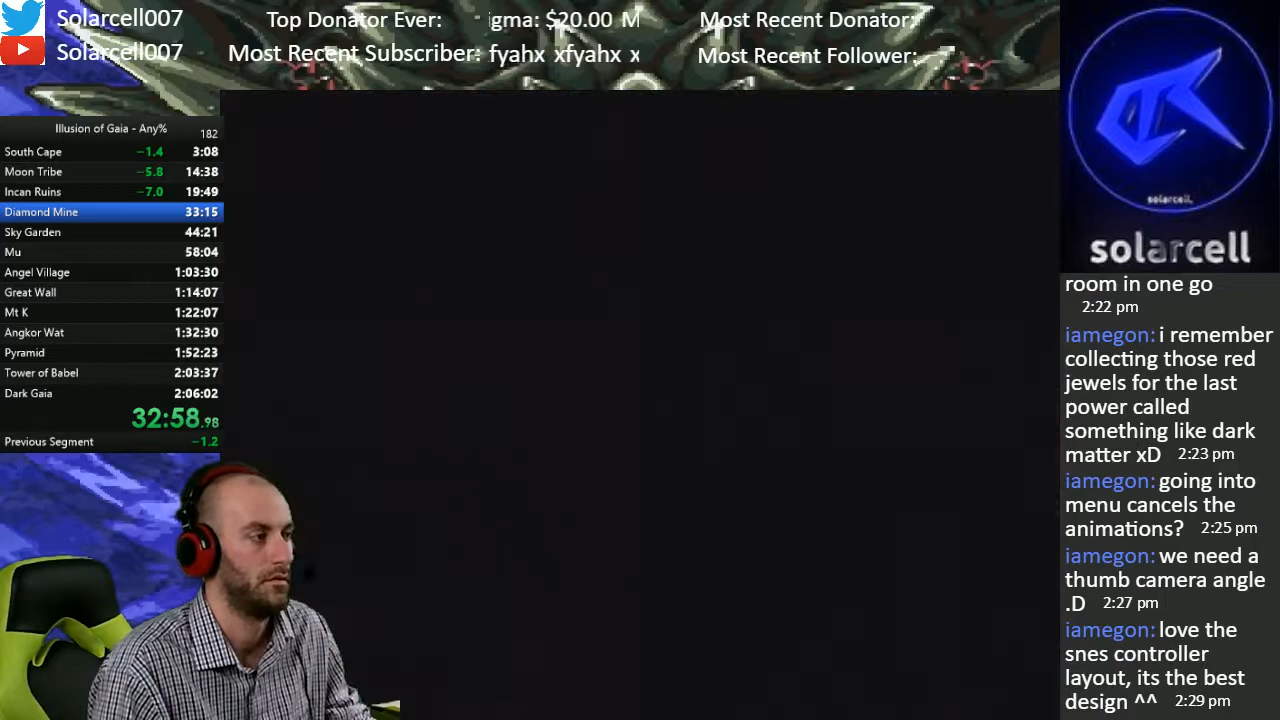 Solarcell007
Solarcell007
Top Donator Ever:
gma: $20.00 M
Most Recent Subscriber:
fyahx xfyahx x
Most Recent Donator:
Most Recent Follower:
Illusion of Gaia - Any%
182
South Cape -1.4 3:08
Moon Tribe -5.8 14:38
Incan Ruins -7.0 19:49
Diamond Mine 33:15
Sky Garden 44:21
Mu 58:04
Angel Village 1:03:30
Great Wall 1:14:07
Mt K 1:22:07
Angkor Wat 1:32:30
Pyramid 1:52:23
Tower of Babel 2:03:37
Dark Gaia 2:06:02
32:58.98
Previous Segment -1.2
solarcell.
solarcell
room in one go
2:22 pm
iamegon: i remember
collecting those red
jewels for the last
power called
something like dark
matter xD 2:23 pm
iamegon: going into
menu cancels the
animations? 2:25 pm
iamegon: we need a
thumb camera angle
.D 2:27 pm
iamegon: love the
snes controller
layout, its the best
design ^^ 2:29 pm